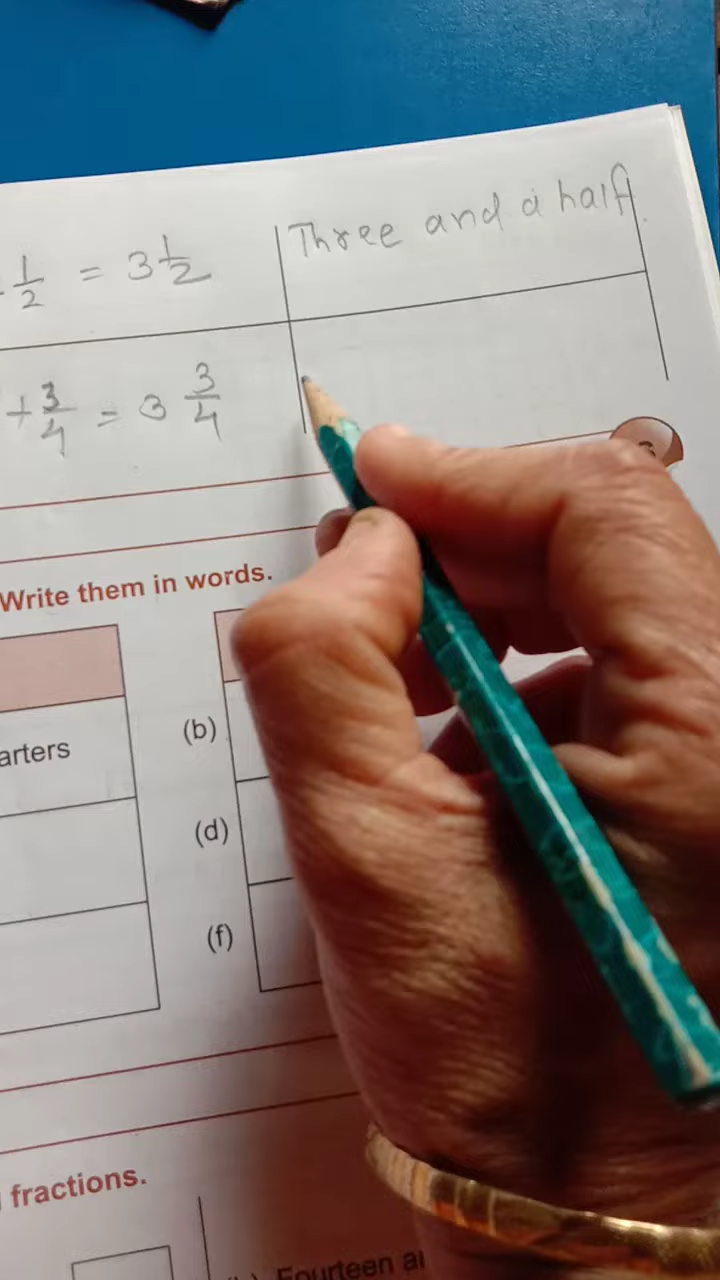 1/2 = 3 1/2
Three and a half.
+ 3/4 = 3 3/4
Write them in words.
arters
(b)
(d)
(f)
fractions.
Fourteen